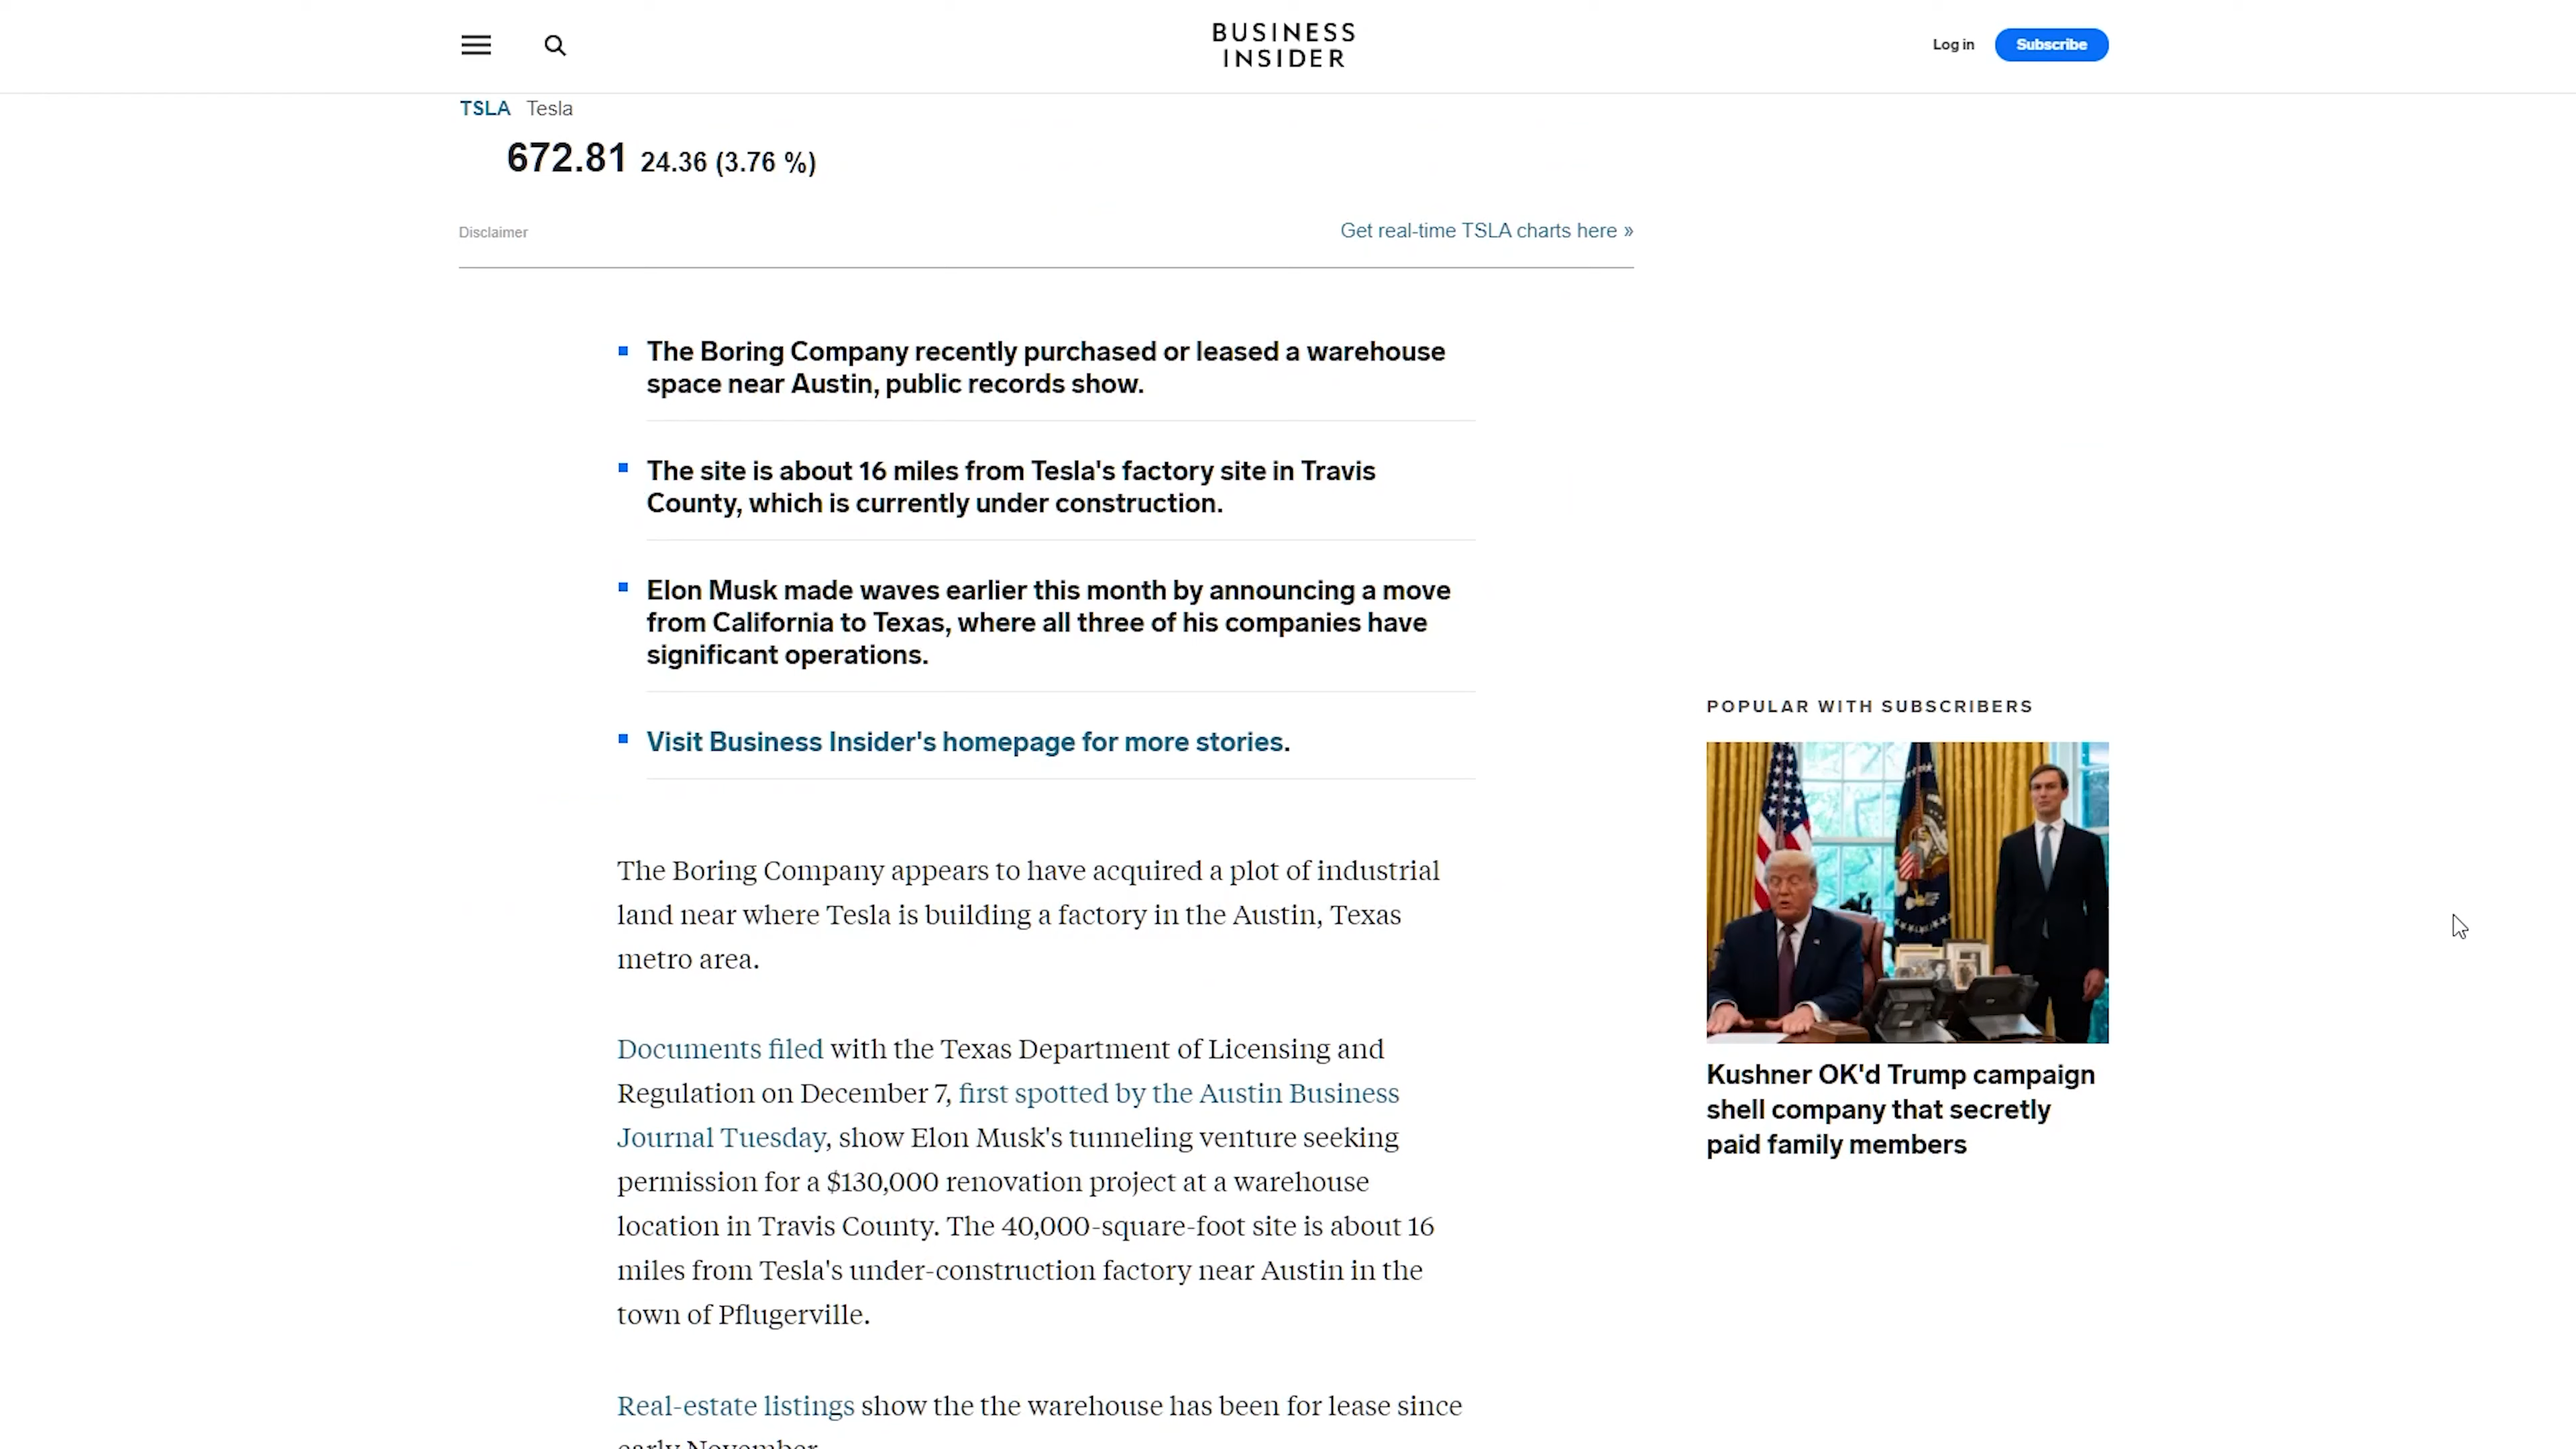 BUSINESS
INSIDER
Log in
Subscribe
TSLA Tesla
672.81 24.36 (3.76 %)
Disclaimer
Get real-time TSLA charts here »
The Boring Company recently purchased or leased a warehouse
space near Austin, public records show.
The site is about 16 miles from Tesla's factory site in Travis
County, which is currently under construction.
Elon Musk made waves earlier this month by announcing a move
from California to Texas, where all three of his companies have
significant operations.
Visit Business Insider's homepage for more stories.
The Boring Company appears to have acquired a plot of industrial
land near where Tesla is building a factory in the Austin, Texas
metro area.
Documents filed with the Texas Department of Licensing and
Regulation on December 7, first spotted by the Austin Business
Journal Tuesday, show Elon Musk's tunneling venture seeking
permission for a $130,000 renovation project at a warehouse
location in Travis County. The 40,000-square-foot site is about 16
miles from Tesla's under-construction factory near Austin in the
town of Pflugerville.
Real-estate listings show the the warehouse has been for lease since
early November.
POPULAR WITH SUBSCRIBERS
Kushner OK'd Trump campaign
shell company that secretly
paid family members